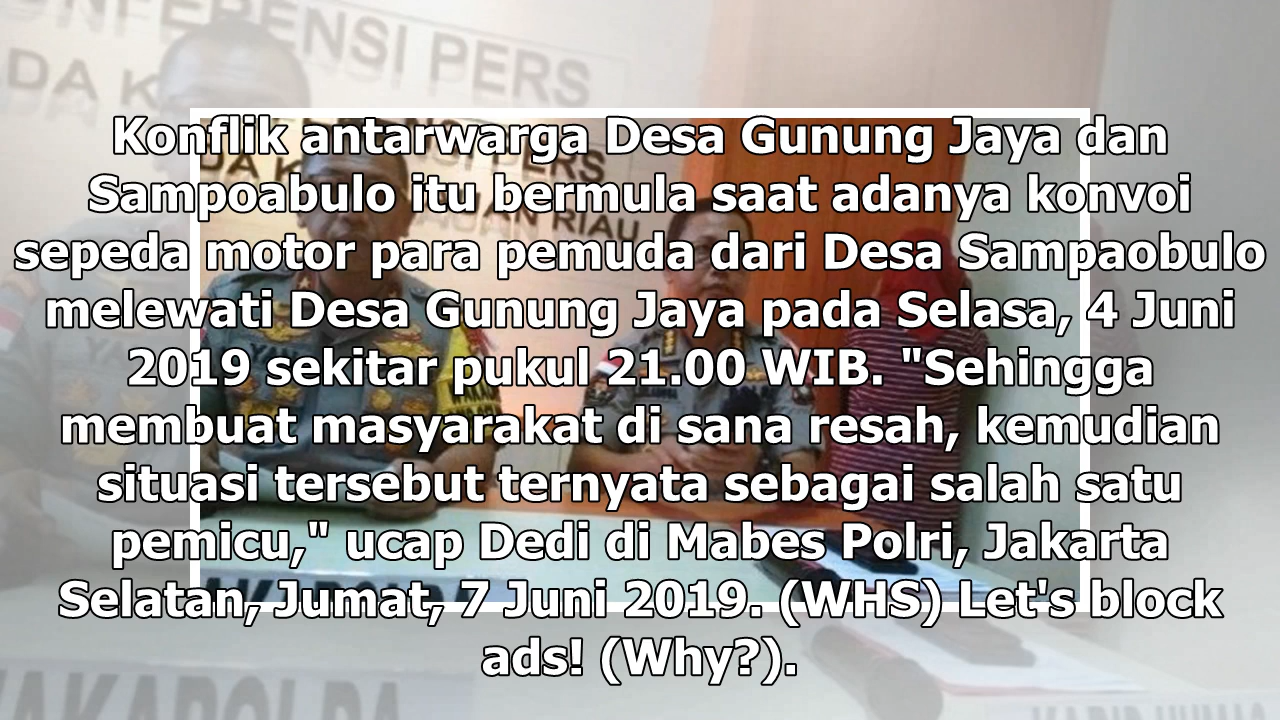 KONFERENSI PERS
Konflik antarwarga Desa Gunung Jaya dan
Sampoabulo itu bermula saat adanya konvoi
sepeda motor para pemuda dari Desa Sampaobulo
melewati Desa Gunung Jaya pada Selasa, 4 Juni
2019 sekitar pukul 21.00 WIB. "Sehingga
membuat masyarakat di sana resah, kemudian
situasi tersebut ternyata sebagai salah satu
pemicu," ucap Dedi di Mabes Polri, Jakarta
Selatan, Jumat, 7 Juni 2019. (WHS) Let's block
ads! (Why?).
WAKAPOLDA